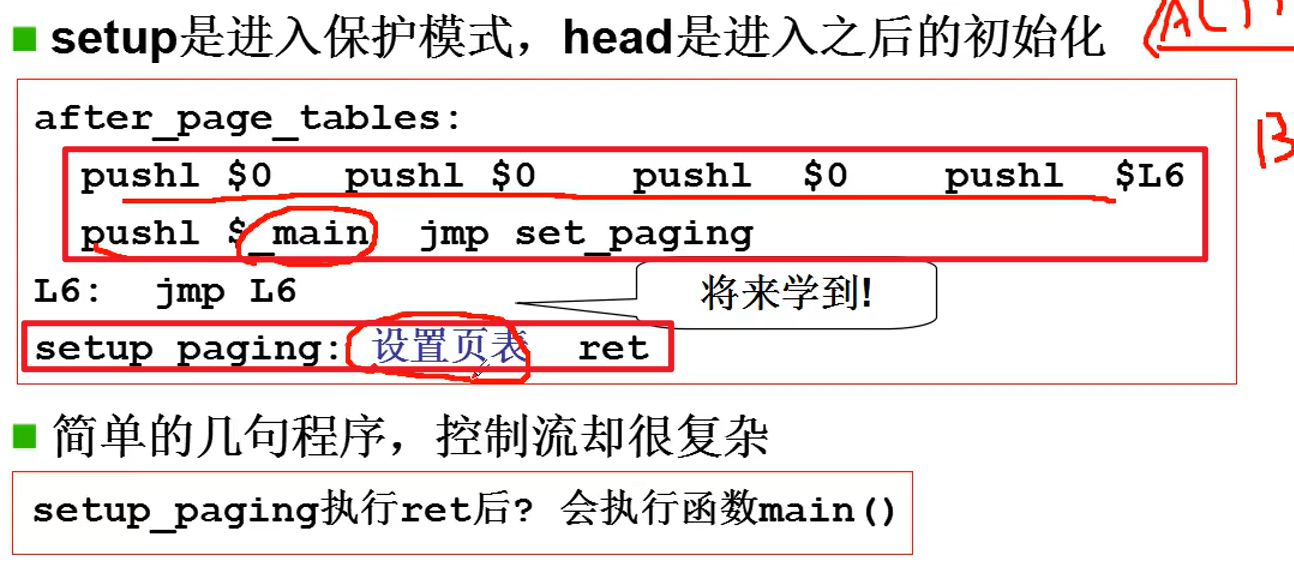 setup是进入保护模式，head是进入之后的初始化
after_page_tables:
pushl $0 pushl $0 pushl $0 pushl $L6
pushl $_main jmp set_paging
L6: jmp L6
将来学到!
setup_paging: 设置页表 ret
简单的几句程序，控制流却很复杂
setup_paging执行ret后? 会执行函数main()